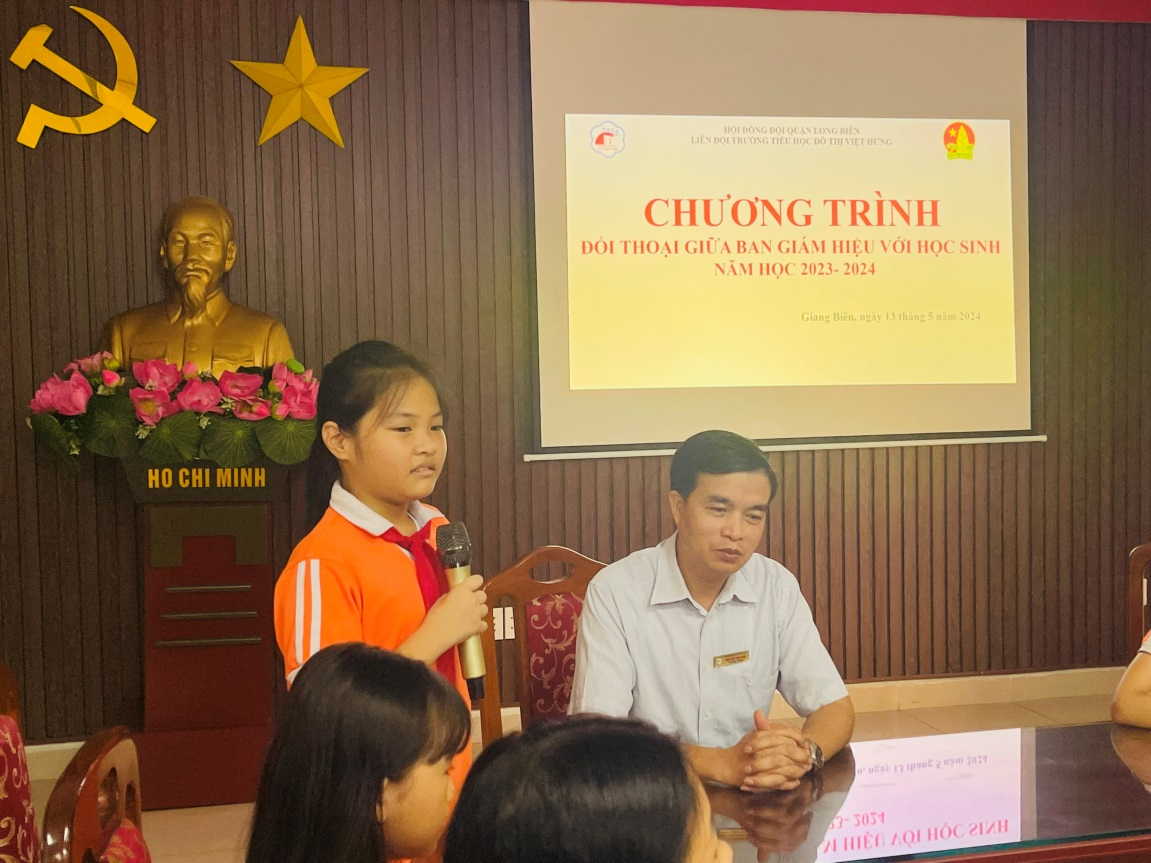 HỘI ĐỒNG ĐỘI QUẬN LONG BIÊN
LIÊN ĐỘI TRƯỜNG TIỂU HỌC ĐÔ THỊ VIỆT HƯNG
CHƯƠNG TRÌNH
ĐỐI THOẠI GIỮA BAN GIÁM HIỆU VỚI HỌC SINH
NĂM HỌC 2023- 2024
Giang Biên, ngày 13 tháng 5 năm 2024
HO CHI MINH